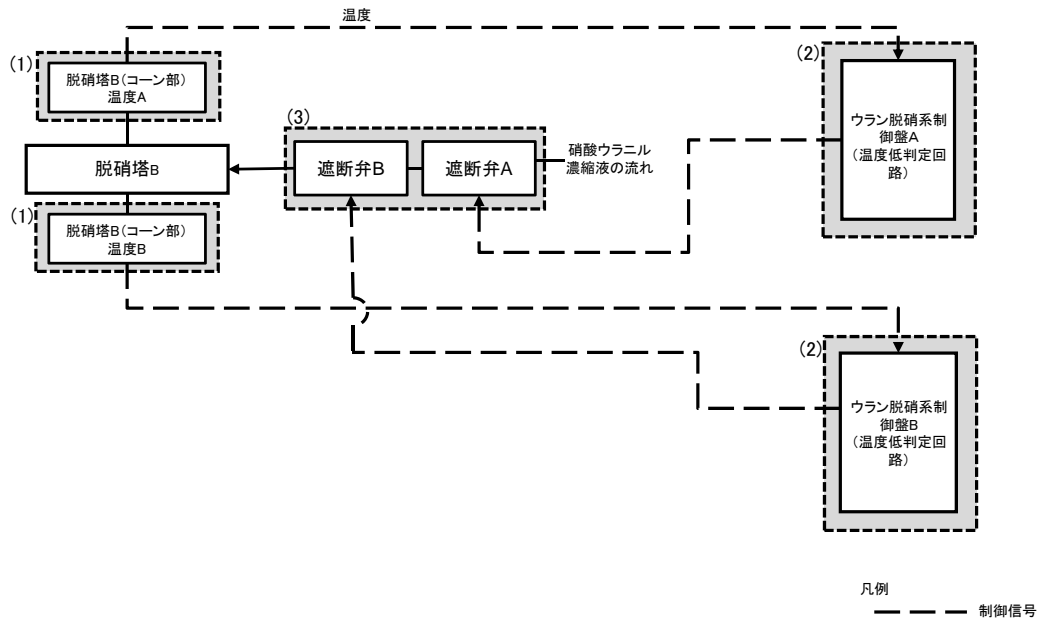 温度
(1)
脱硝塔B(コーン部)
温度A
(2)
ウラン脱硝系制
御盤A
(温度低判定回
路)
(3)
遮断弁B
遮断弁A
硝酸ウラニル
濃縮液の流れ
脱硝塔B
(1)
脱硝塔B(コーン部)
温度B
(2)
ウラン脱硝系制
御盤B
(温度低判定回
路)
凡例
制御信号